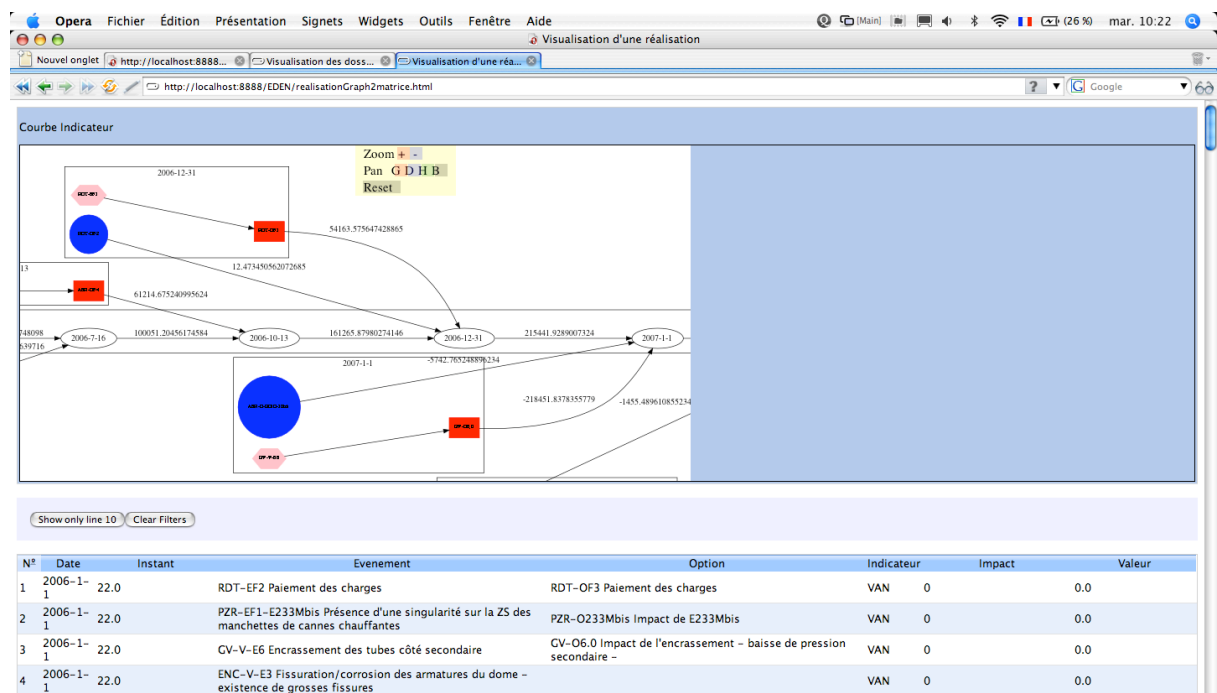 Opera Fichier Édition Présentation Signets Widgets Outils Fenêtre Aide [Main] (26 %) mar. 10:22
Visualisation d'une réalisation
Nouvel onglet http://localhost:8888... Visualisation des doss... Visualisation d'une réa...
http://localhost:8888/EDEN/realisationGraph2matrice.html ? G Google
Courbe Indicateur
Zoom + -
Pan G D H B
Reset
2006-12-31
54163.575647428865
12.473450562072685
13
61214.675240995624
748098
639716
2006-7-16
100051.20456174584
2006-10-13
161265.87980274146
2006-12-31
215441.9289007324
2007-1-1
2007-1-1
-5742.765248896234
-218451.8378355779
-1455.489610855234
Show only line 10 Clear Filters
Nº Date Instant Evenement Option Indicateur Impact Valeur
1 2006-1-1 22.0 RDT-EF2 Paiement des charges RDT-OF3 Paiement des charges VAN 0 0.0
2 2006-1-1 22.0 PZR-EF1-E233Mbis Présence d'une singularité sur la ZS des manchettes de cannes chauffantes PZR-O233Mbis Impact de E233Mbis VAN 0 0.0
3 2006-1-1 22.0 GV-V-E6 Encrassement des tubes côté secondaire GV-O6.0 Impact de l'encrassement – baisse de pression secondaire – VAN 0 0.0
4 2006-1-1 22.0 ENC-V-E3 Fissuration/corrosion des armatures du dome – existence de grosses fissures VAN 0 0.0